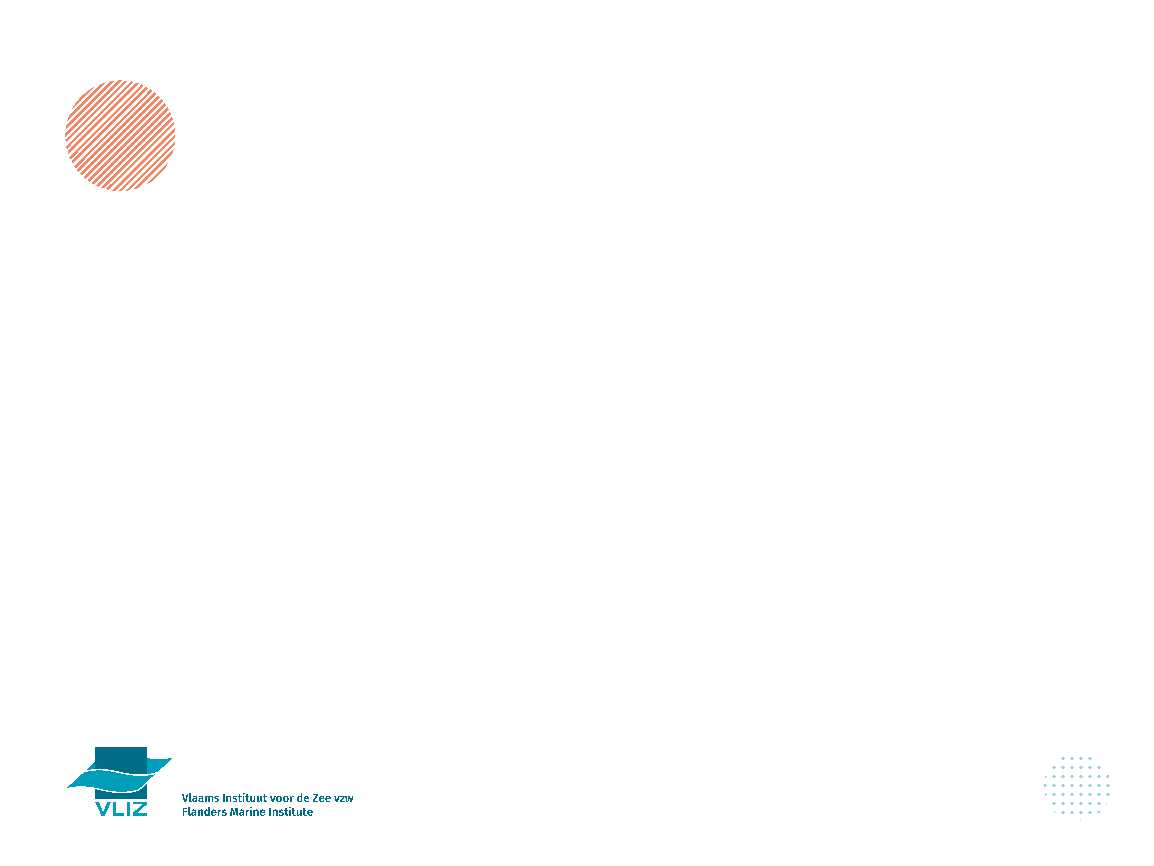 VLIZ
Vlaams Instituut voor de Zee vzw
Flanders Marine Institute